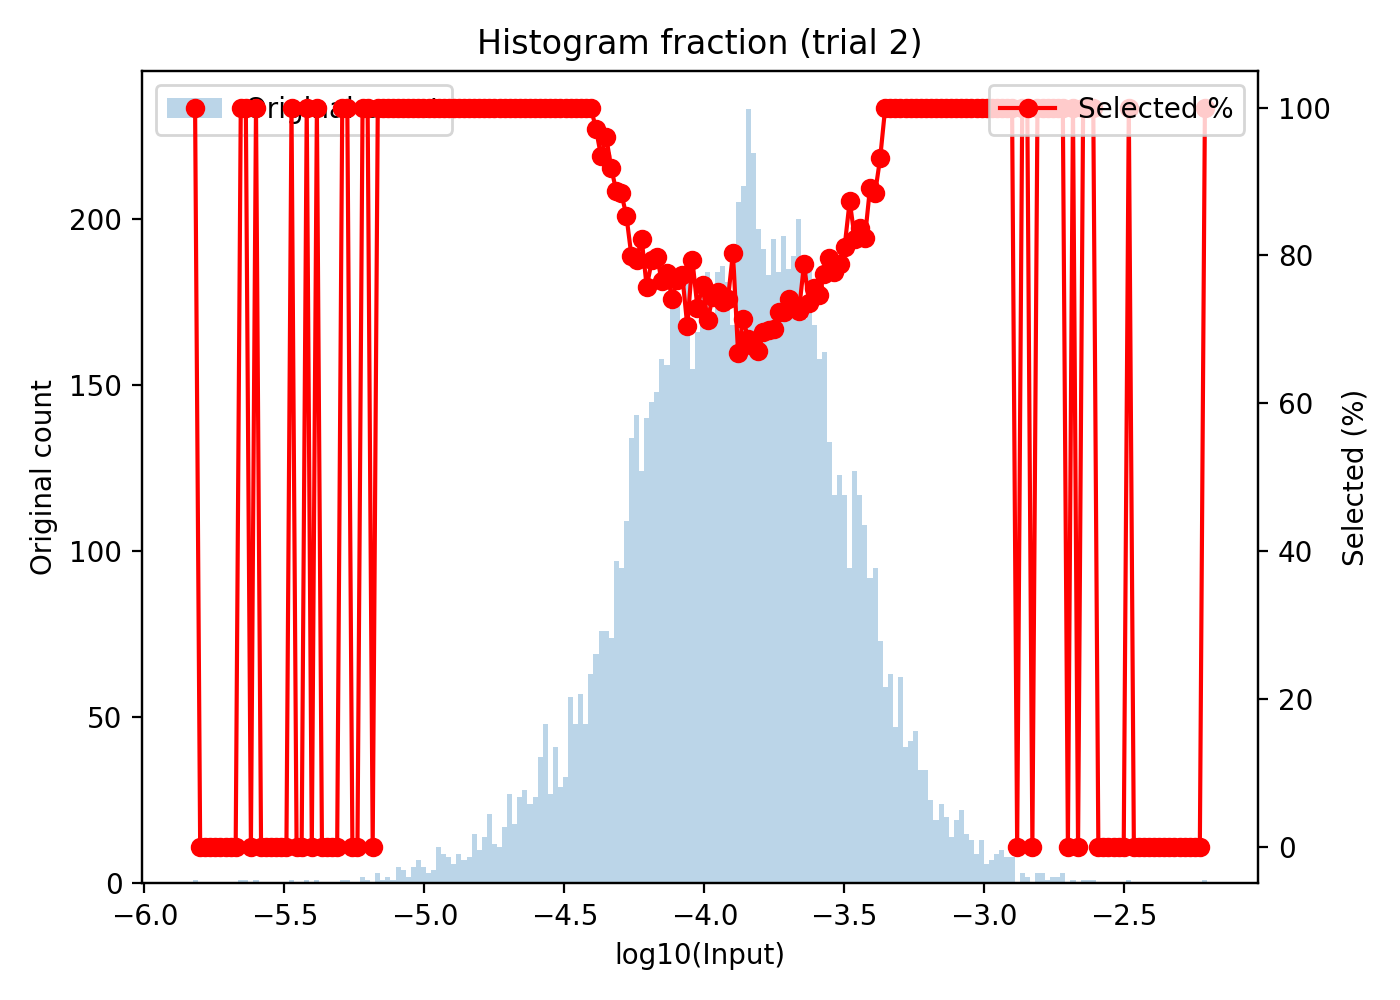 Histogram fraction (trial 2)
Original count
Selected %
200
150
100
50
0
Original count
100
80
60
40
20
0
Selected (%)
−6.0 −5.5 −5.0 −4.5 −4.0 −3.5 −3.0 −2.5
log10(Input)